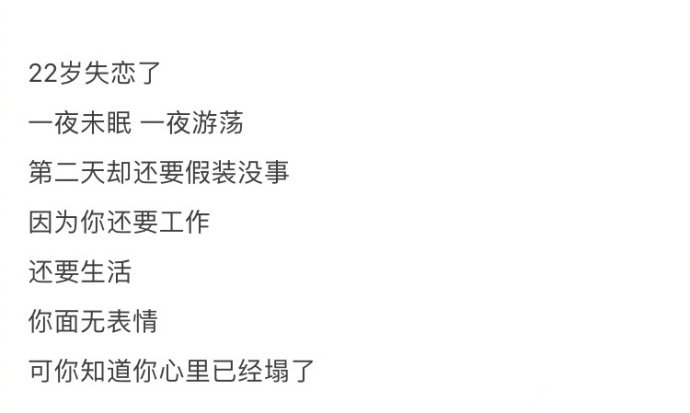 22岁失恋了
一夜未眠 一夜游荡
第二天却还要假装没事
因为你还要工作
还要生活
你面无表情
可你知道你心里已经塌了